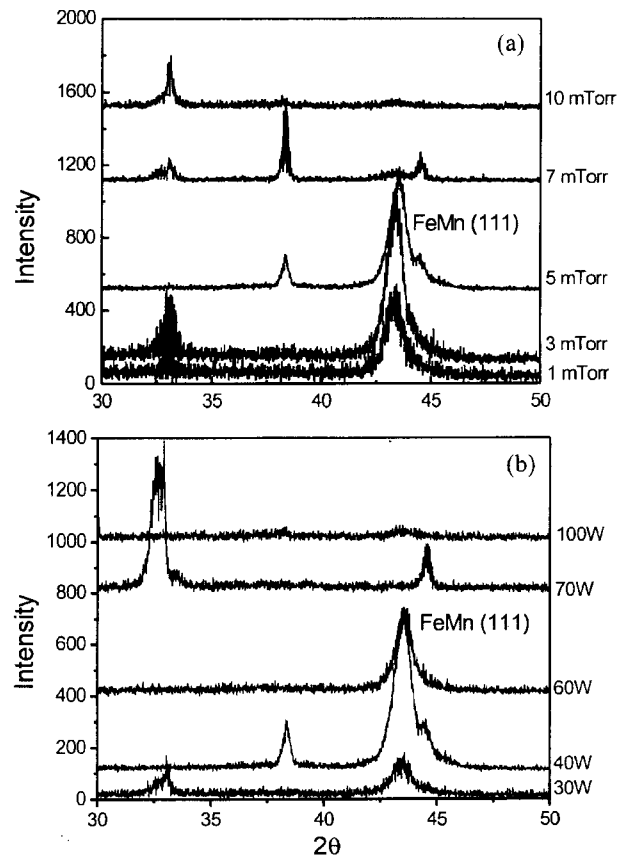 (a)
2000
1600
1200
800
400
0
Intensity
10 mTorr
7 mTorr
FeMn (111)
5 mTorr
3 mTorr
1 mTorr
30 35 40 45 50
(b)
1400
1200
1000
800
600
400
200
0
Intensity
100W
70W
FeMn (111)
60W
40W
30W
30 35 40 45 50
2θ